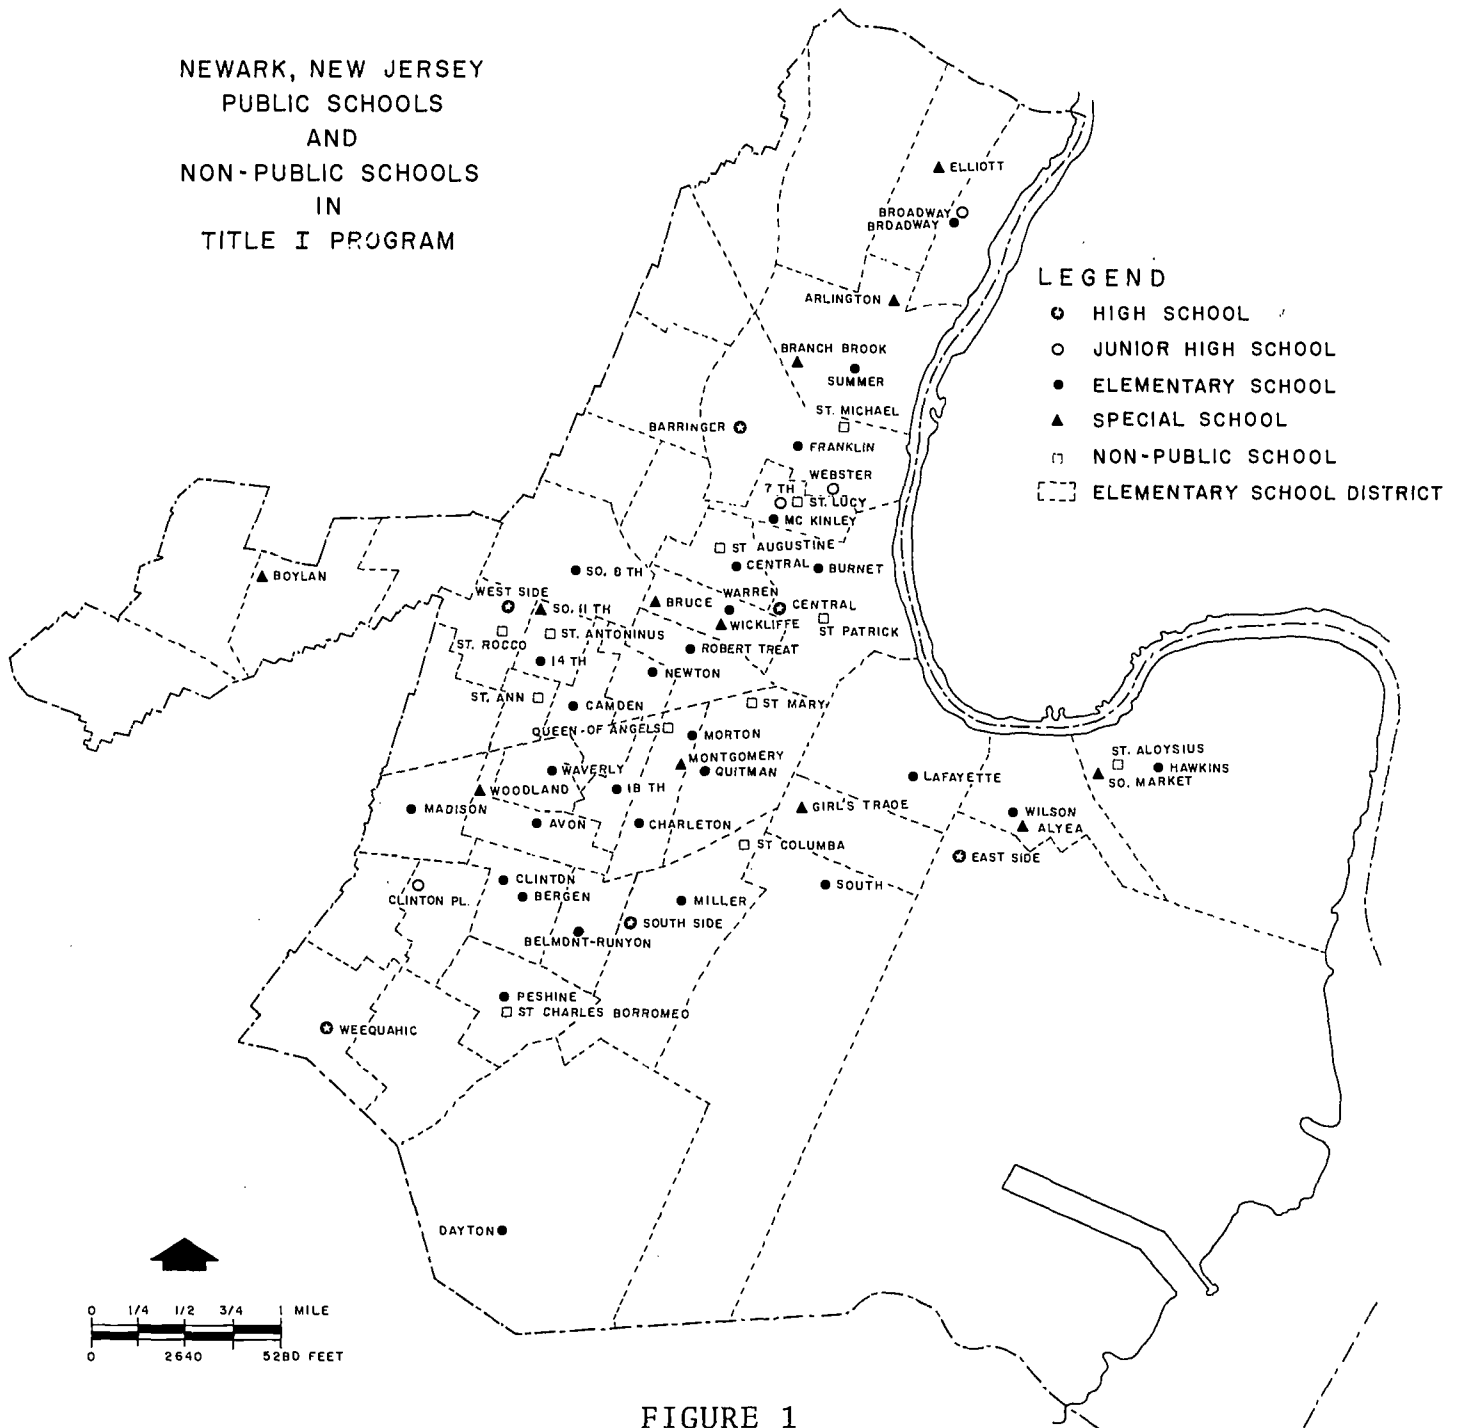 NEWARK, NEW JERSEY
PUBLIC SCHOOLS
AND
NON-PUBLIC SCHOOLS
IN
TITLE I PROGRAM
ELLIOTT
BROADWAY
BROADWAY
LEGEND
HIGH SCHOOL
JUNIOR HIGH SCHOOL
ELEMENTARY SCHOOL
SPECIAL SCHOOL
NON-PUBLIC SCHOOL
ELEMENTARY SCHOOL DISTRICT
ARLINGTON
BRANCH BROOK
SUMMER
ST. MICHAEL
BARRINGER
FRANKLIN
WEBSTER
7 TH
ST. LUCY
MC KINLEY
ST AUGUSTINE
CENTRAL
BURNET
SO. 8 TH
BOYLAN
WEST SIDE
SO. 11 TH
BRUCE
WARREN
CENTRAL
WICKLIFFE
ST PATRICK
ST. ROCCO
ST. ANTONINUS
ROBERT TREAT
14 TH
NEWTON
ST. ANN
CAMDEN
ST MARY
QUEEN-OF ANGELS
MORTON
MONTGOMERY
QUITMAN
WAVERLY
WOODLAND
18 TH
MADISON
AVON
CHARLETON
LAFAYETTE
ST. ALOYSIUS
HAWKINS
SO. MARKET
GIRL'S TRADE
WILSON
ALYEA
ST COLUMBA
EAST SIDE
CLINTON PL.
CLINTON
BERGEN
SOUTH
MILLER
SOUTH SIDE
BELMONT-RUNYON
PESHINE
ST CHARLES BORROMEO
WEEQUAHIC
DAYTON
0 1/4 1/2 3/4 1 MILE
0 2640 5280 FEET
FIGURE 1